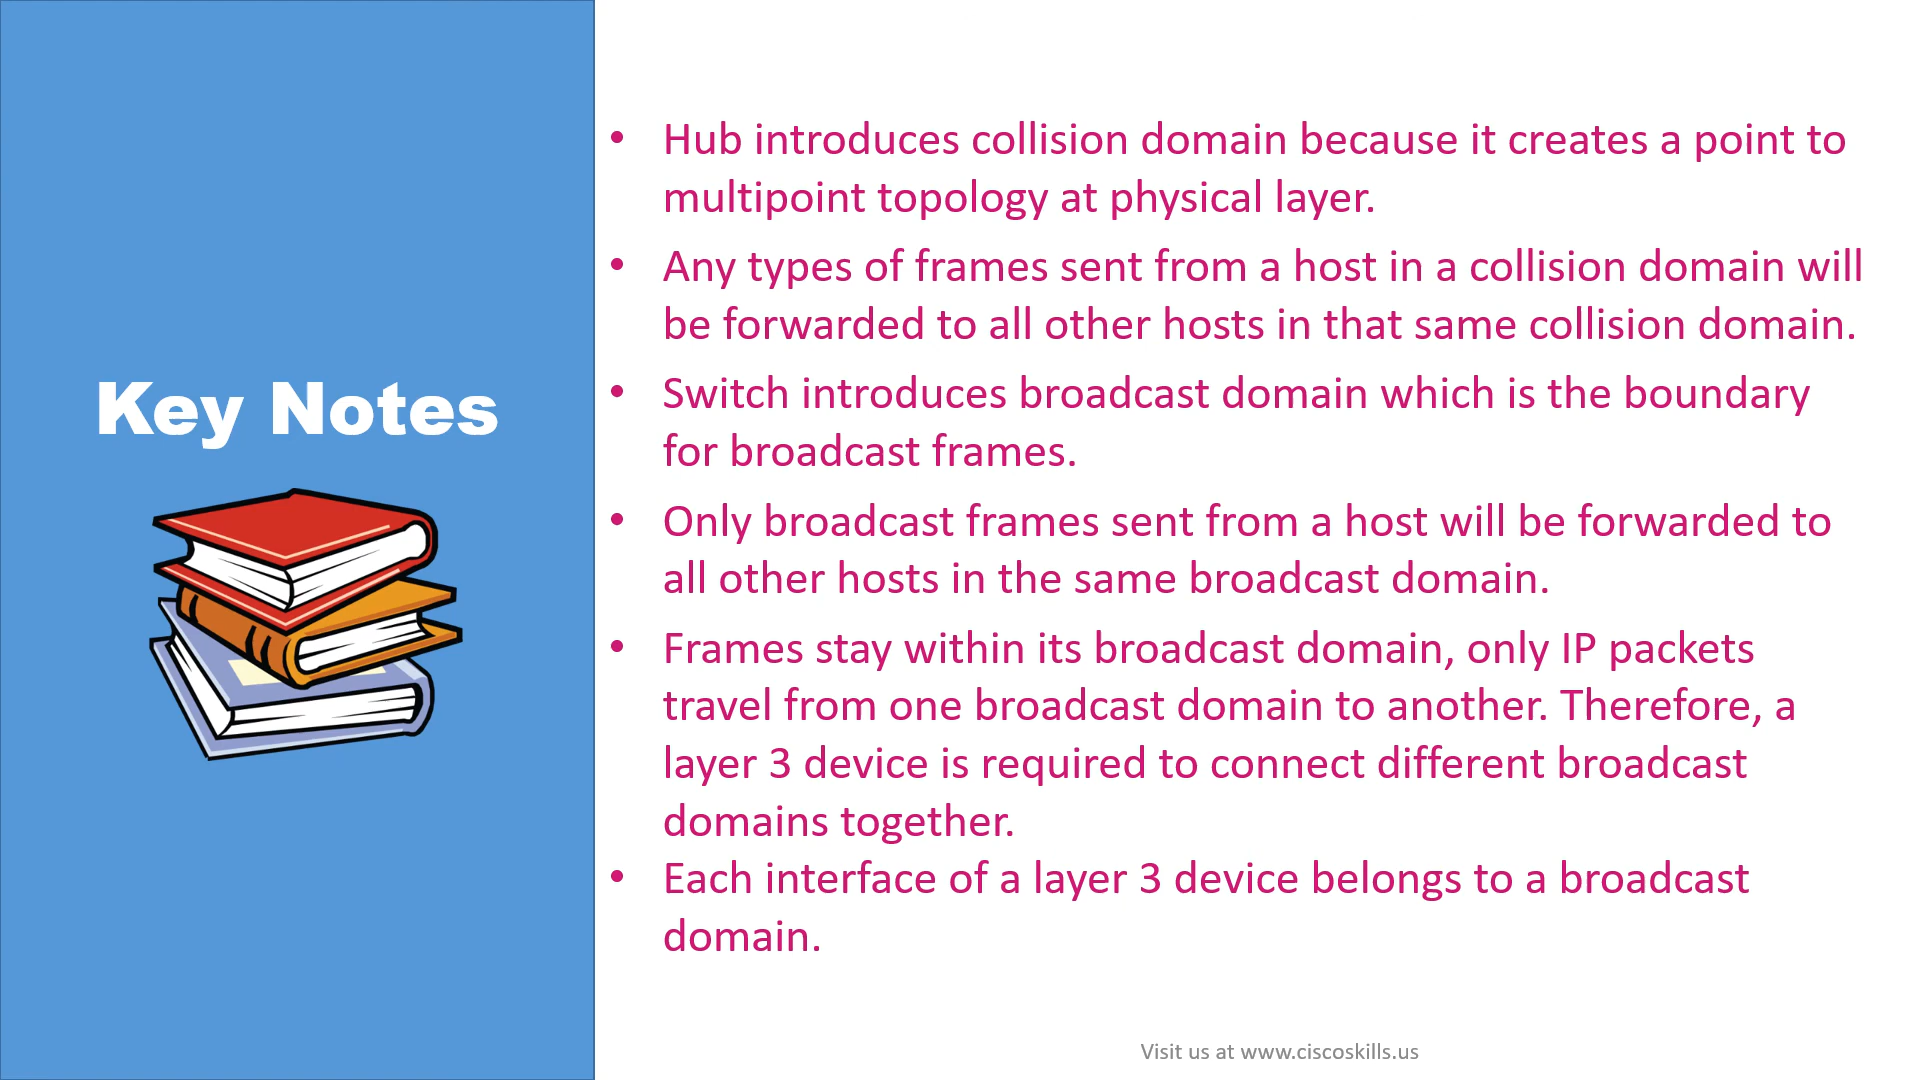 Key Notes
• Hub introduces collision domain because it creates a point to
multipoint topology at physical layer.
• Any types of frames sent from a host in a collision domain will
be forwarded to all other hosts in that same collision domain.
• Switch introduces broadcast domain which is the boundary
for broadcast frames.
• Only broadcast frames sent from a host will be forwarded to
all other hosts in the same broadcast domain.
• Frames stay within its broadcast domain, only IP packets
travel from one broadcast domain to another. Therefore, a
layer 3 device is required to connect different broadcast
domains together.
• Each interface of a layer 3 device belongs to a broadcast
domain.
Visit us at www.ciscoskills.us